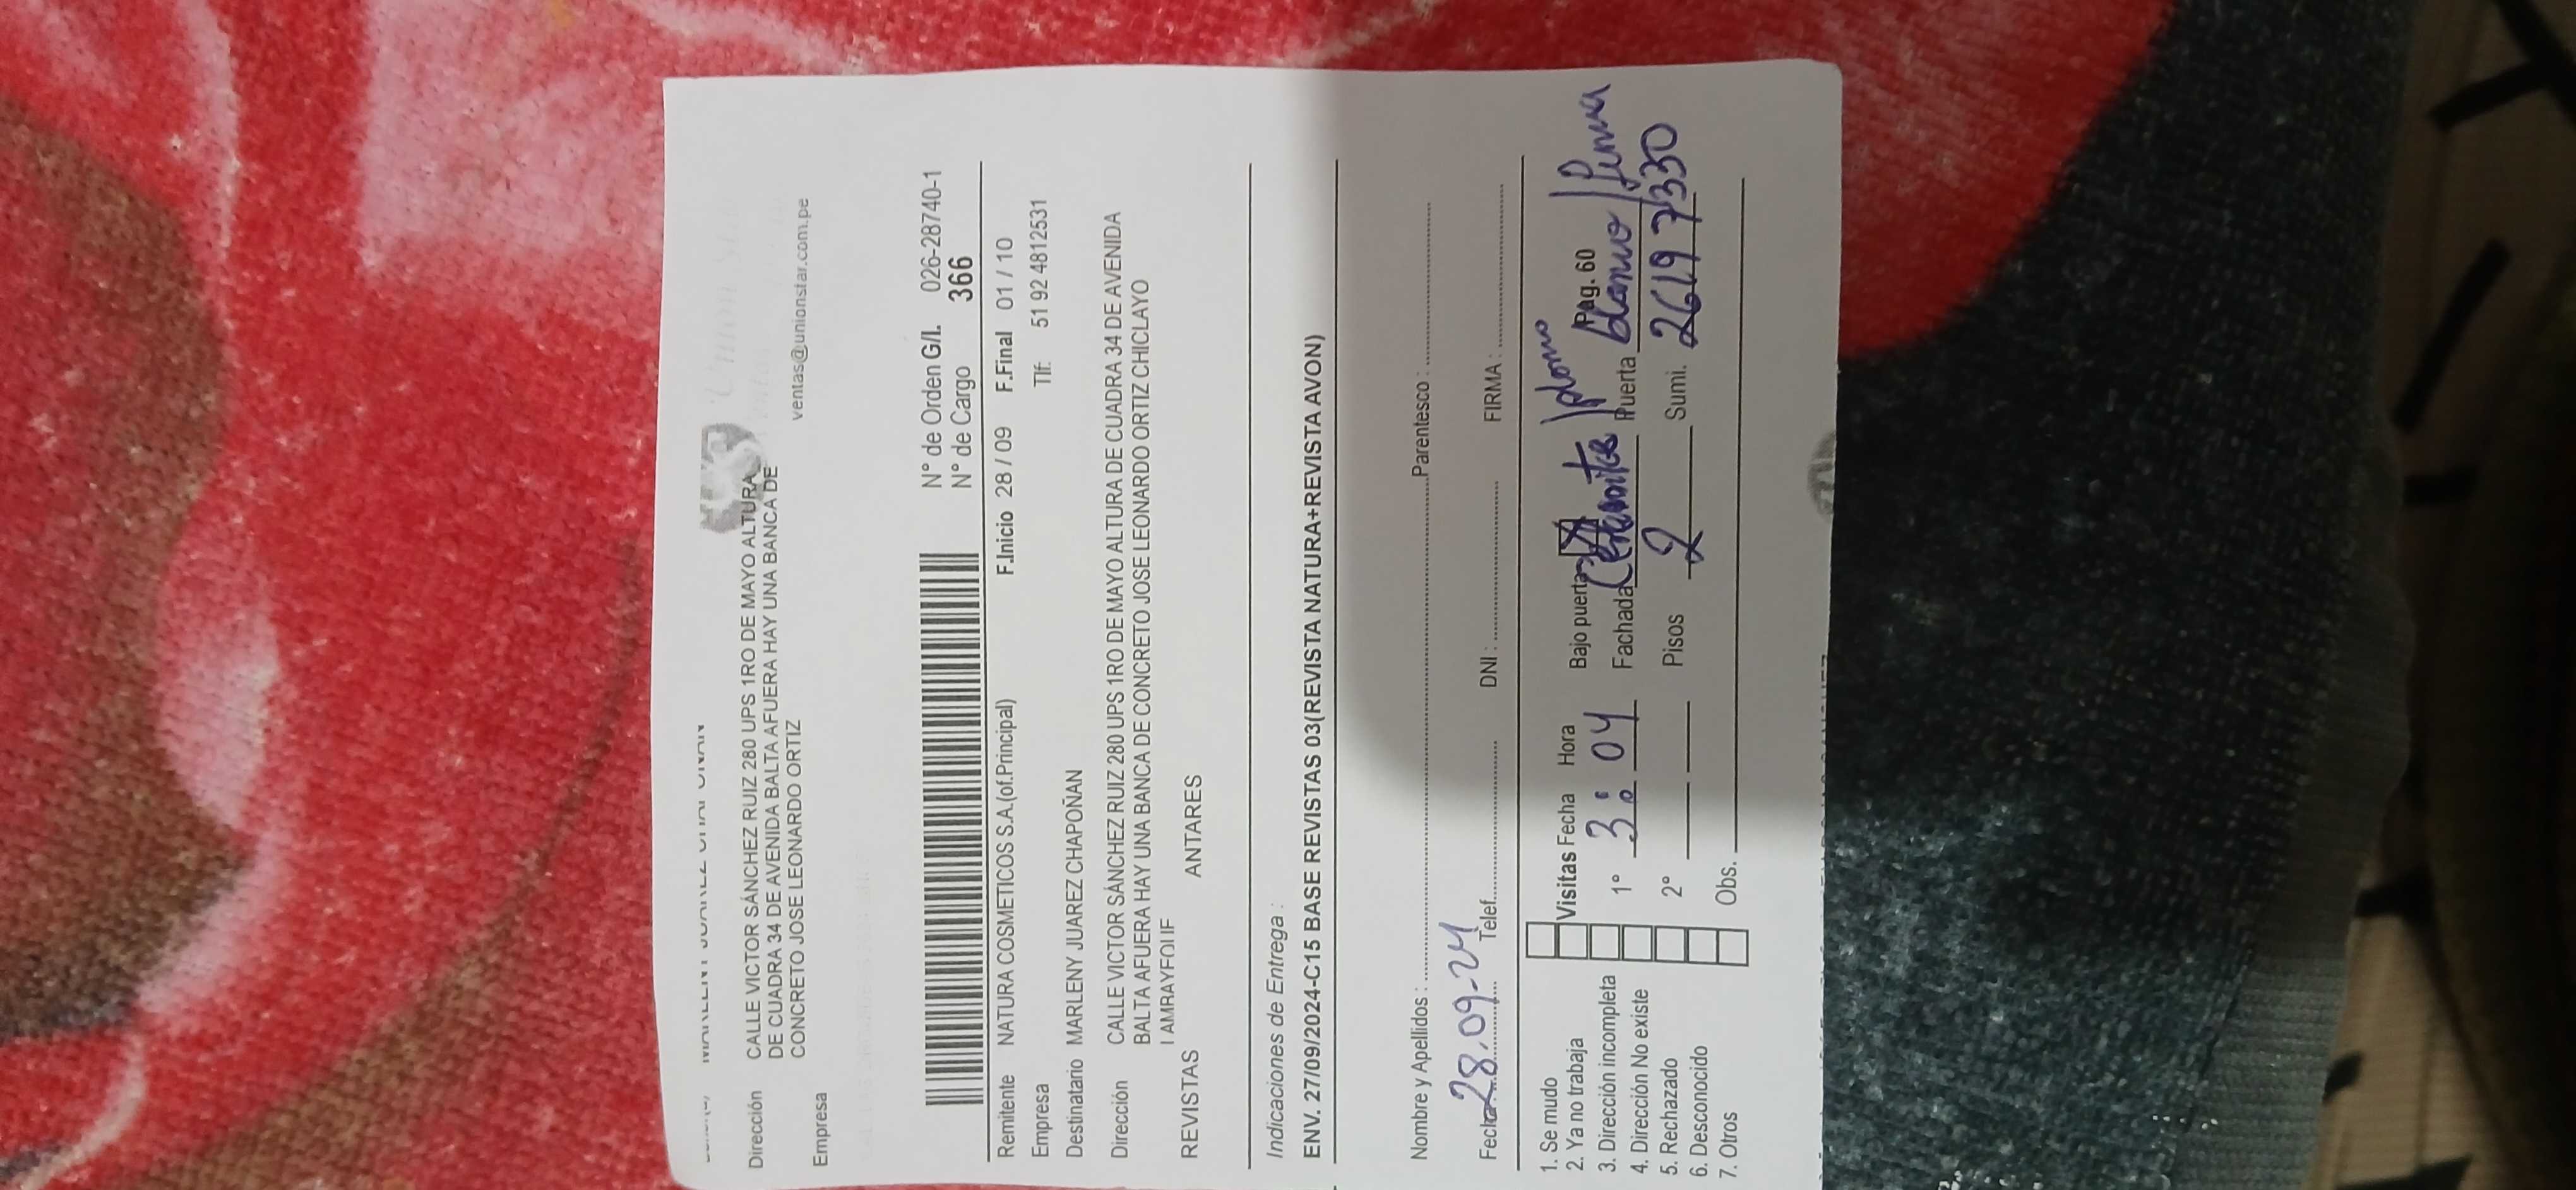 Dirección CALLE VICTOR SÁNCHEZ RUIZ 280 UPS 1RO DE MAYO ALTURA
DE CUADRA 34 DE AVENIDA BALTA AFUERA HAY UNA BANCA DE
CONCRETO JOSE LEONARDO ORTIZ
Empresa ventas@unionstar.com.pe
N° de Orden G/I. 026-28740-1
N° de Cargo 366
Remitente NATURA COSMETICOS S.A.(of.Principal) F.Inicio 28 / 09 F.Final 01 / 10
Empresa Tlf: 51 92 4812531
Destinatario MARLENY JUAREZ CHAPOÑAN
Dirección CALLE VICTOR SÁNCHEZ RUIZ 280 UPS 1RO DE MAYO ALTURA DE CUADRA 34 DE AVENIDA
BALTA AFUERA HAY UNA BANCA DE CONCRETO JOSE LEONARDO ORTIZ CHICLAYO
REVISTAS ANTARES
Indicaciones de Entrega :
ENV. 27/09/2024-C15 BASE REVISTAS 03(REVISTA NATURA+REVISTA AVON)
Nombre y Apellidos : Parentesco :
Fecha 28.09-24 Telef. DNI : FIRMA :
1. Se mudo
2. Ya no trabaja Visitas Fecha Hora Bajo puerta plomo Pag. 60
3. Dirección incompleta 1° 3:04 Fachada Puerta blanco
4. Dirección No existe
5. Rechazado 2° Pisos 2 Sumi. 26197330
6. Desconocido
7. Otros Obs.